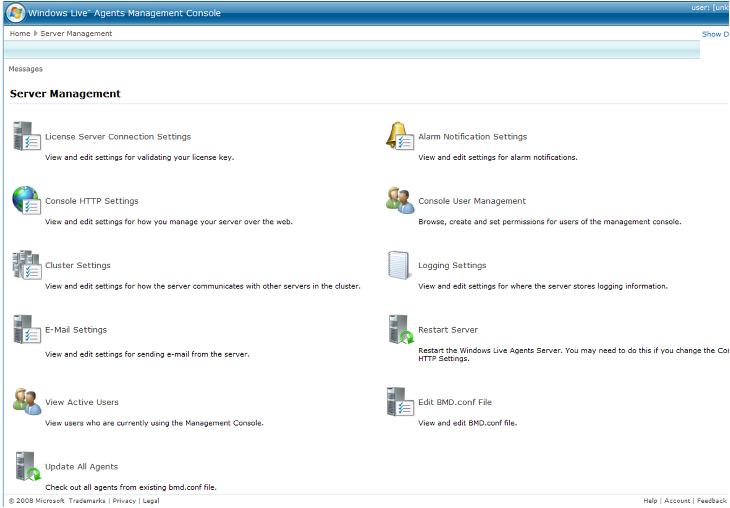 Windows Live™ Agents Management Console
user: [unk
Home Server Management
Show D
Messages
Server Management
License Server Connection Settings
View and edit settings for validating your license key.
Alarm Notification Settings
View and edit settings for alarm notifications.
Console HTTP Settings
View and edit settings for how you manage your server over the web.
Console User Management
Browse, create and set permissions for users of the management console.
Cluster Settings
View and edit settings for how the server communicates with other servers in the cluster.
Logging Settings
View and edit settings for where the server stores logging information.
E-Mail Settings
View and edit settings for sending e-mail from the server.
Restart Server
Restart the Windows Live Agents Server. You may need to do this if you change the Con
HTTP Settings.
View Active Users
View users who are currently using the Management Console.
Edit BMD.conf File
View and edit BMD.conf file.
Update All Agents
Check out all agents from existing bmd.conf file.
© 2008 Microsoft Trademarks | Privacy | Legal
Help | Account | Feedback